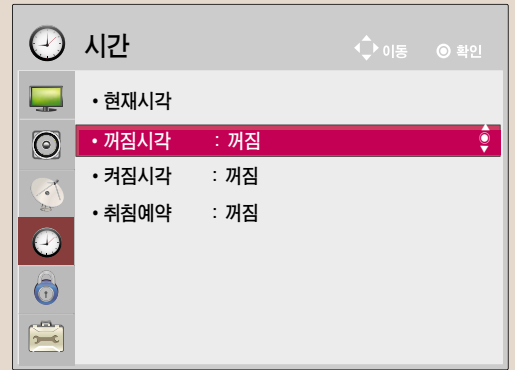 시간 이동 확인
• 현재시각
• 꺼짐시각 : 꺼짐
• 켜짐시각 : 꺼짐
• 취침예약 : 꺼짐